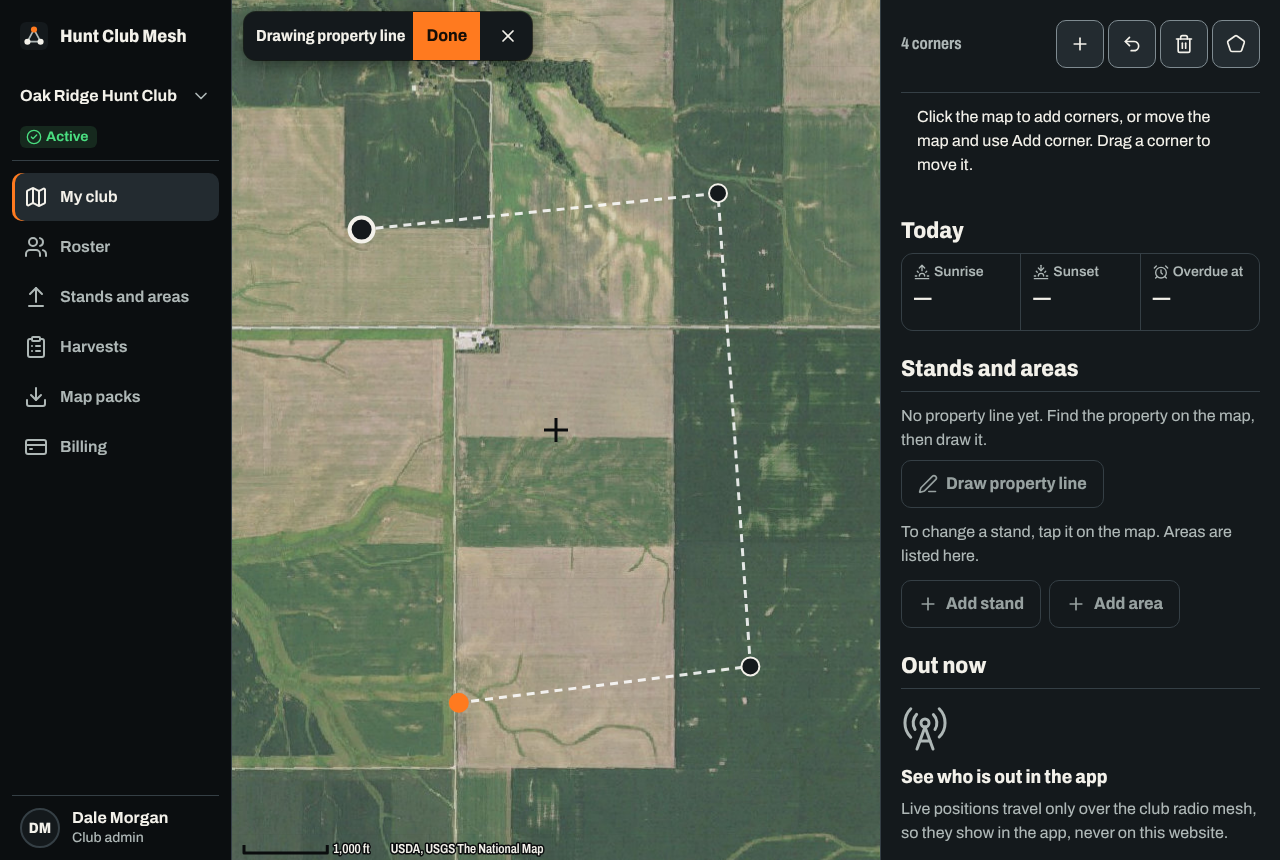 Hunt Club Mesh
Oak Ridge Hunt Club
Active
My club
Roster
Stands and areas
Harvests
Map packs
Billing
DM
Dale Morgan
Club admin
Drawing property line
Done
1,000 ft
USDA, USGS The National Map
4 corners
Click the map to add corners, or move the
map and use Add corner. Drag a corner to
move it.
Today
Sunrise
—
Sunset
—
Overdue at
—
Stands and areas
No property line yet. Find the property on the map,
then draw it.
Draw property line
To change a stand, tap it on the map. Areas are
listed here.
Add stand
Add area
Out now
See who is out in the app
Live positions travel only over the club radio mesh,
so they show in the app, never on this website.